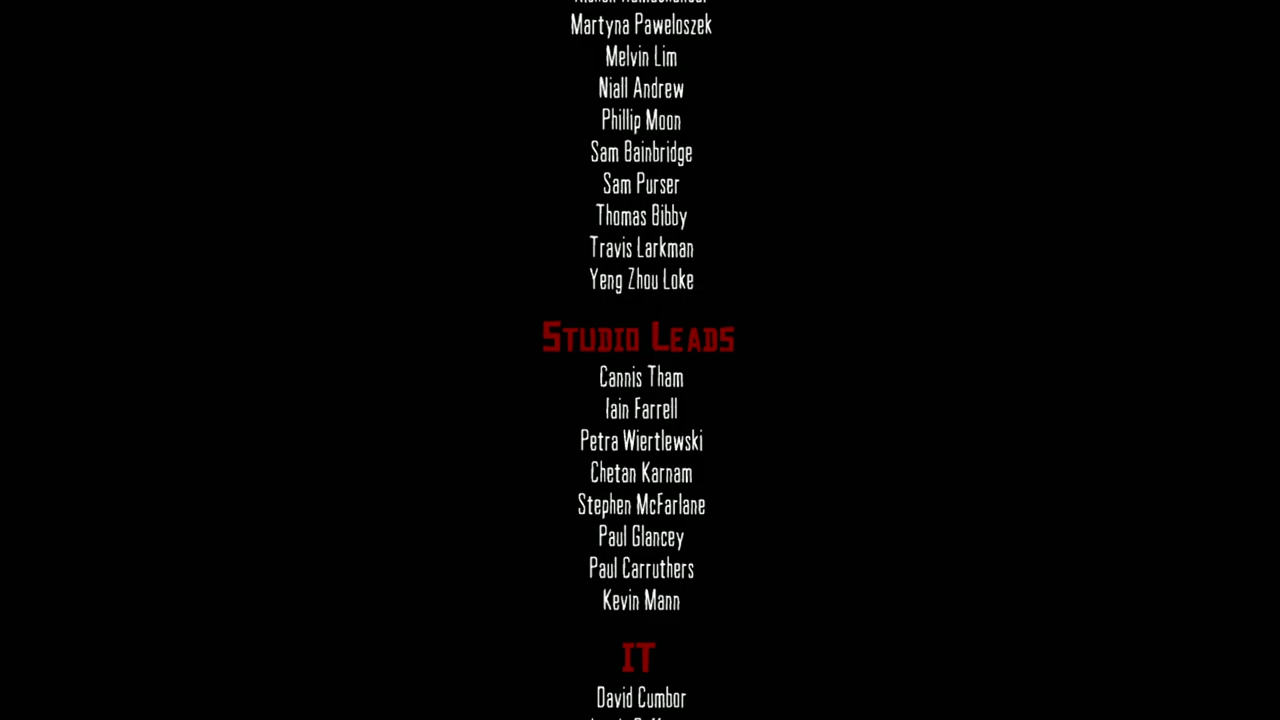 Martyna Paweloszek
Melvin Lim
Niall Andrew
Phillip Moon
Sam Bainbridge
Sam Purser
Thomas Bibby
Travis Larkman
Yeng Zhou Loke
Studio Leads
Cannis Tham
Iain Farrell
Petra Wiertlewski
Chetan Karnam
Stephen McFarlane
Paul Glancey
Paul Carruthers
Kevin Mann
IT
David Cumbor